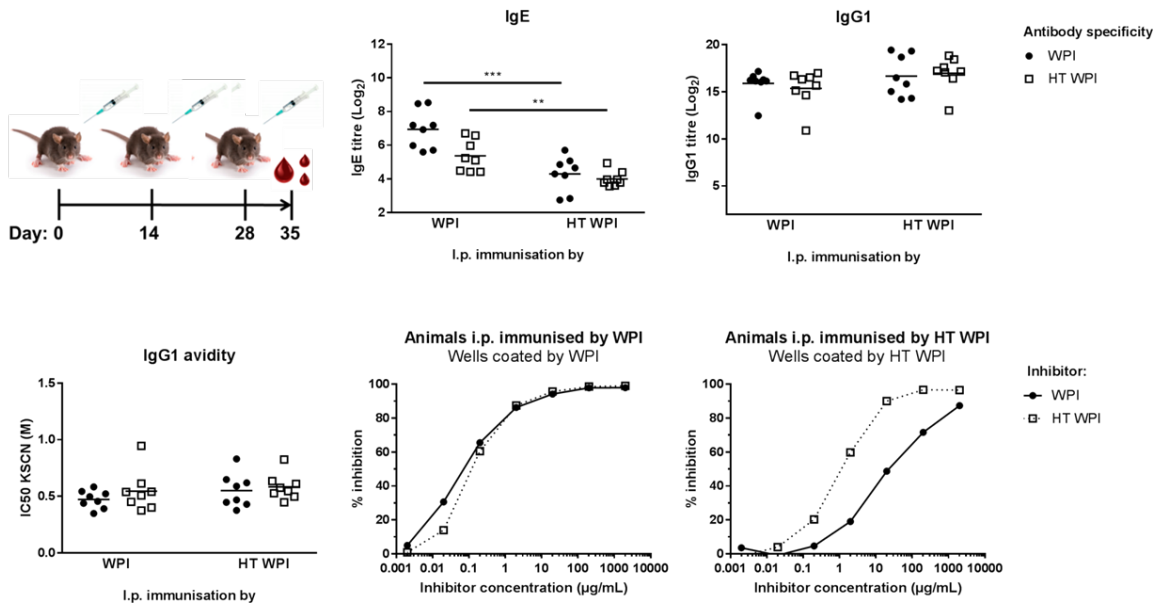 Day: 0 14 28 35
IgE
IgE titre (Log2)
12
10
8
6
4
2
***
**
WPI HT WPI
I.p. immunisation by
IgG1
IgG1 titre (Log2)
20
15
10
5
WPI HT WPI
I.p. immunisation by
Antibody specificity
WPI
HT WPI
IgG1 avidity
IC50 KSCN (M)
1.5
1.0
0.5
0.0
WPI HT WPI
I.p. immunisation by
Animals i.p. immunised by WPI
Wells coated by WPI
% inhibition
100
80
60
40
20
0
0.001 0.01 0.1 1 10 100 1000 10000
Inhibitor concentration (µg/mL)
Animals i.p. immunised by HT WPI
Wells coated by HT WPI
% inhibition
100
80
60
40
20
0
0.001 0.01 0.1 1 10 100 1000 10000
Inhibitor concentration (µg/mL)
Inhibitor:
WPI
HT WPI